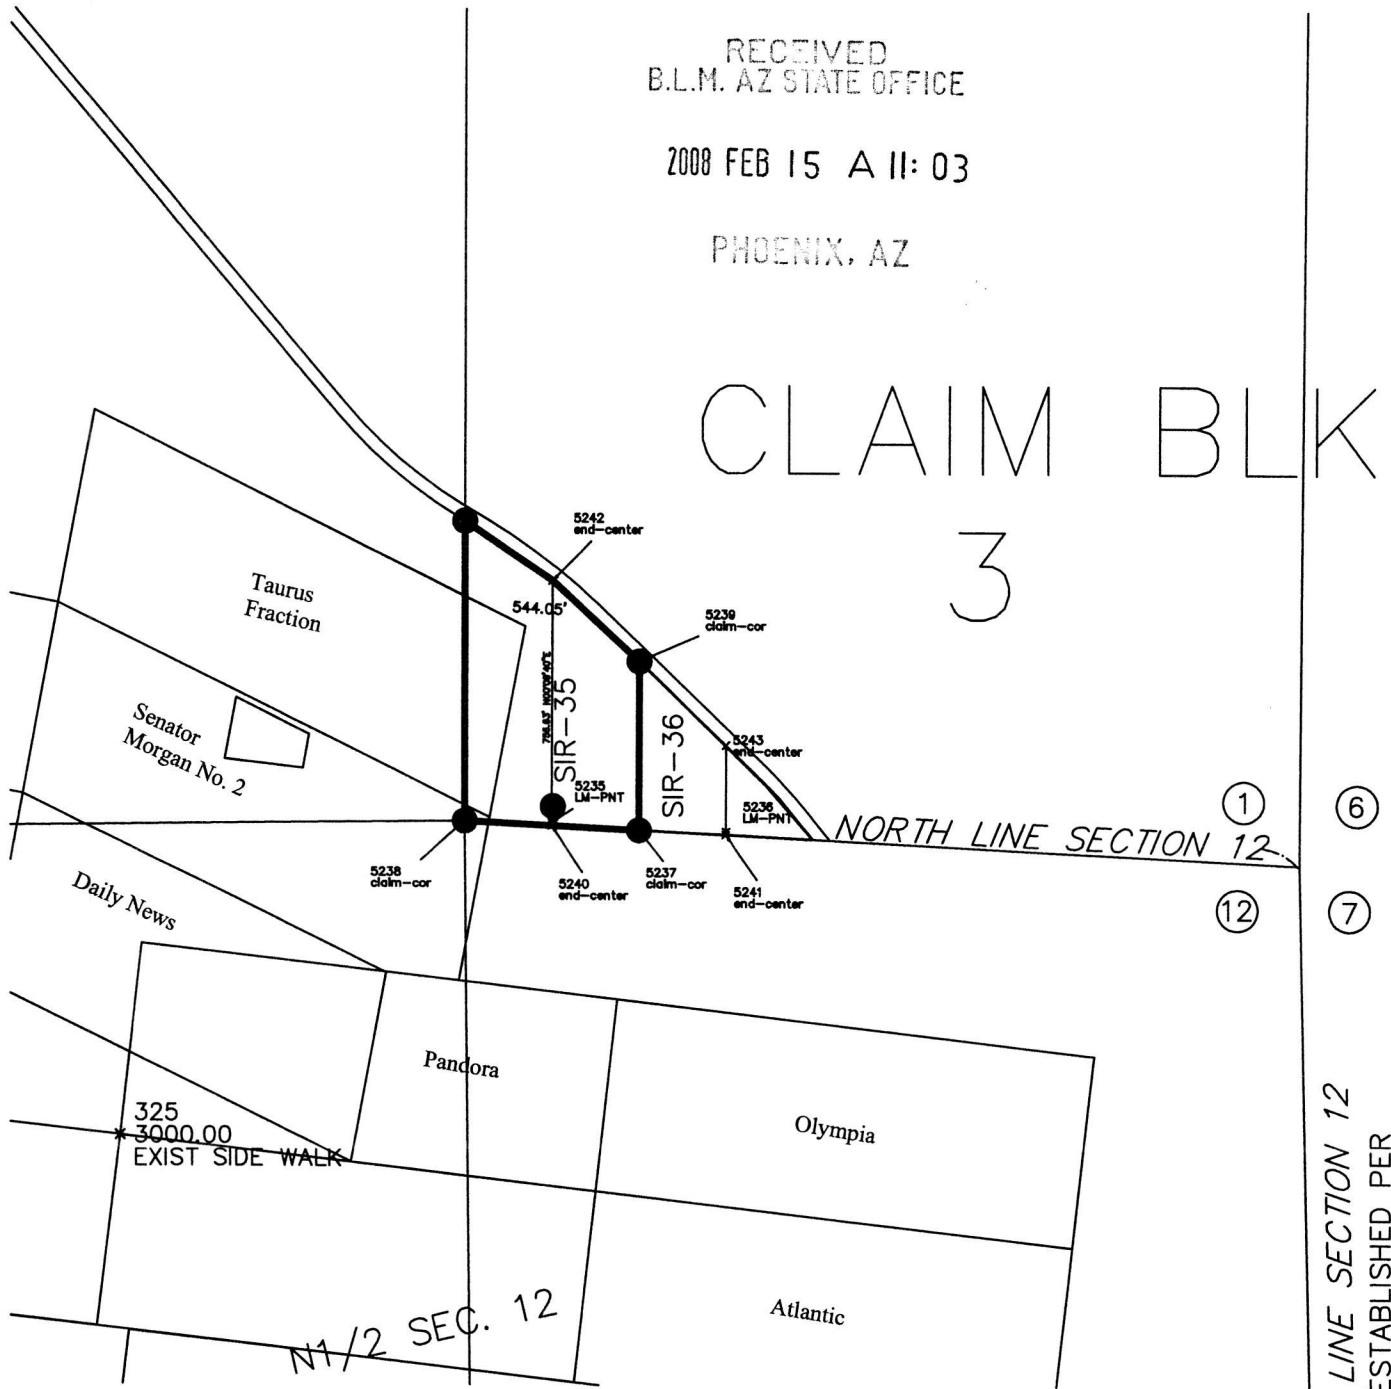 RECEIVED
B.L.M. AZ STATE OFFICE
2008 FEB 15 A 11: 03
PHOENIX, AZ
CLAIM BLK
3
5242
end-center
544.05'
5239
claim-cor
Taurus
Fraction
SIR-35
SIR-36
Senator
Morgan No. 2
5243
end-center
5235
LM-PNT
5236
LM-PNT
1
6
NORTH LINE SECTION 12
5238
claim-cor
5240
end-center
5237
claim-cor
5241
end-center
12
7
Daily News
Pandora
Olympia
325
3000.00
EXIST SIDE WALK
Atlantic
N1/2 SEC. 12
LINE SECTION 12
ESTABLISHED PER